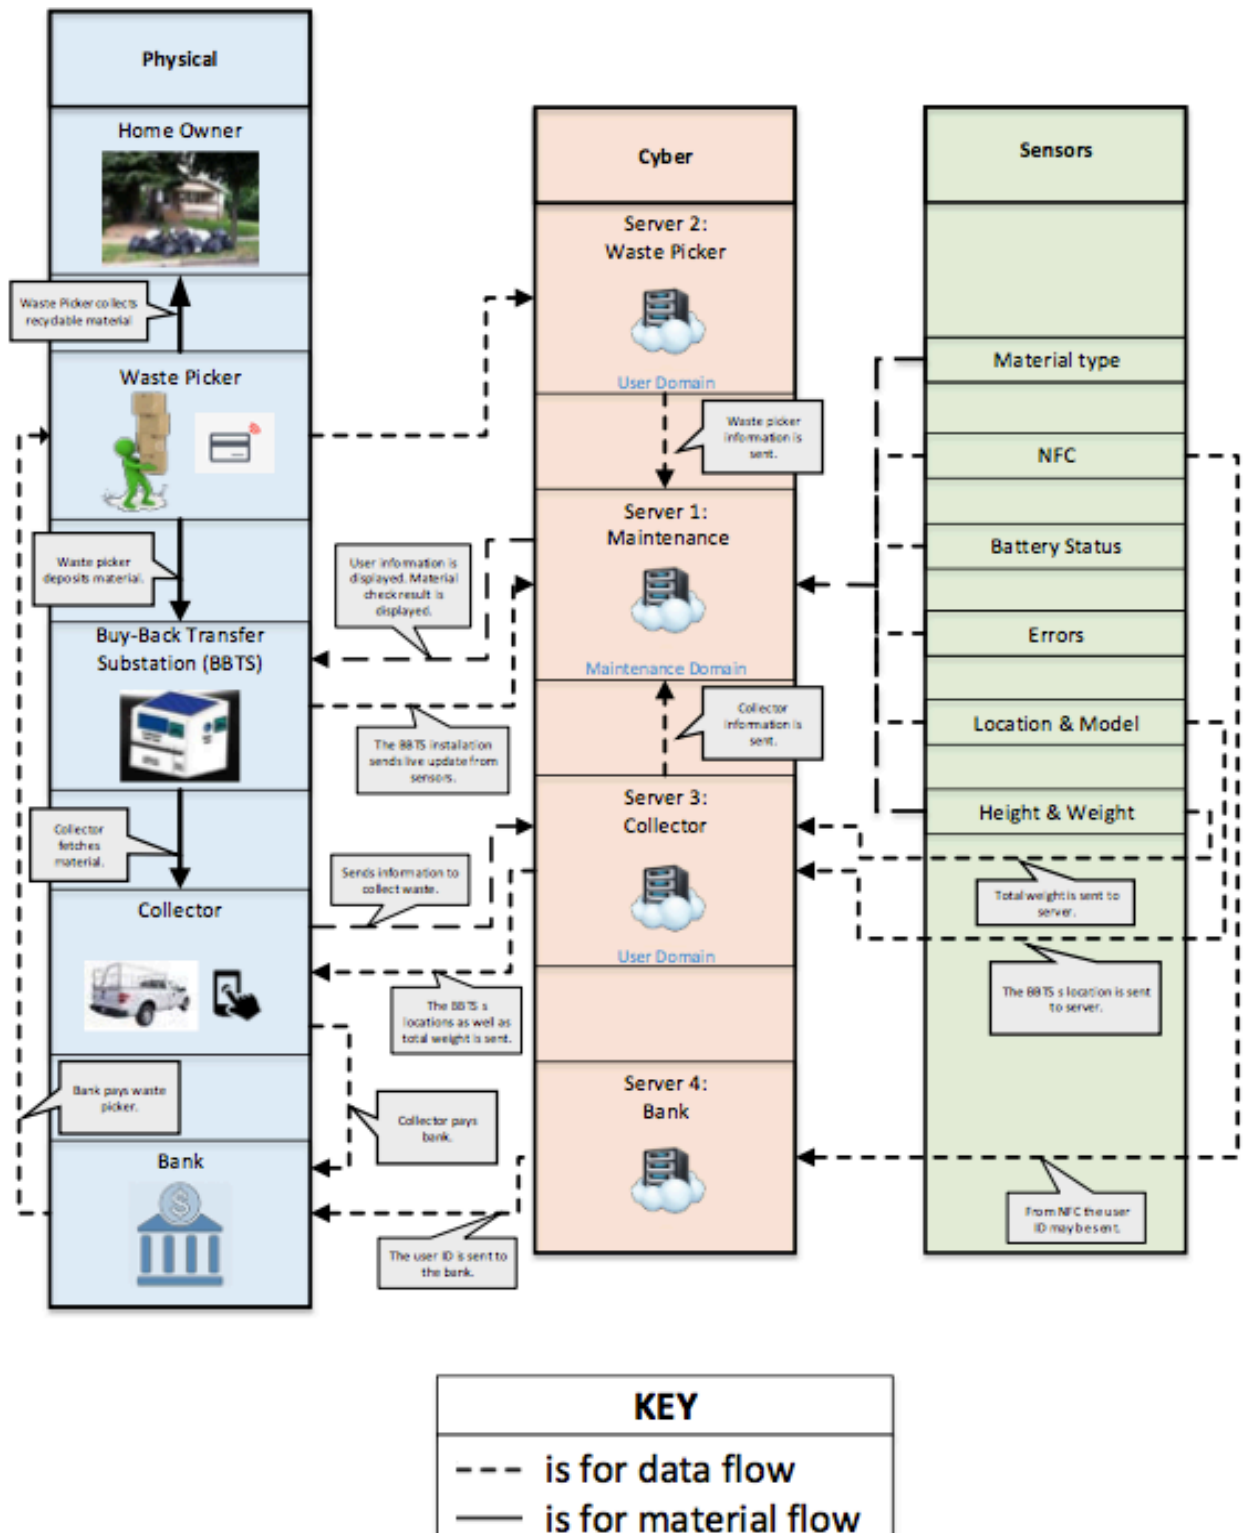 Physical
Home Owner
Waste Picker collects
recyclable material
Waste Picker
Waste picker
deposits material.
Buy-Back Transfer
Substation (BBTS)
Collector
fetches
material.
Collector
Bank pays waste
picker.
Bank
User information is
displayed. Material
check result is
displayed.
The BBTS installation
sends live update from
sensors.
Sends information to
collect waste.
The BBTS s
locations as well as
total weight is sent.
Collector pays
bank.
The user ID is sent to
the bank.
Cyber
Server 2:
Waste Picker
User Domain
Waste picker
information is
sent.
Server 1:
Maintenance
Maintenance Domain
Collector
information is
sent.
Server 3:
Collector
User Domain
Server 4:
Bank
Sensors
Material type
NFC
Battery Status
Errors
Location & Model
Height & Weight
Total weight is sent to
server.
The BBTS s location is sent
to server.
From NFC the user
ID may be sent.
KEY
is for data flow
is for material flow